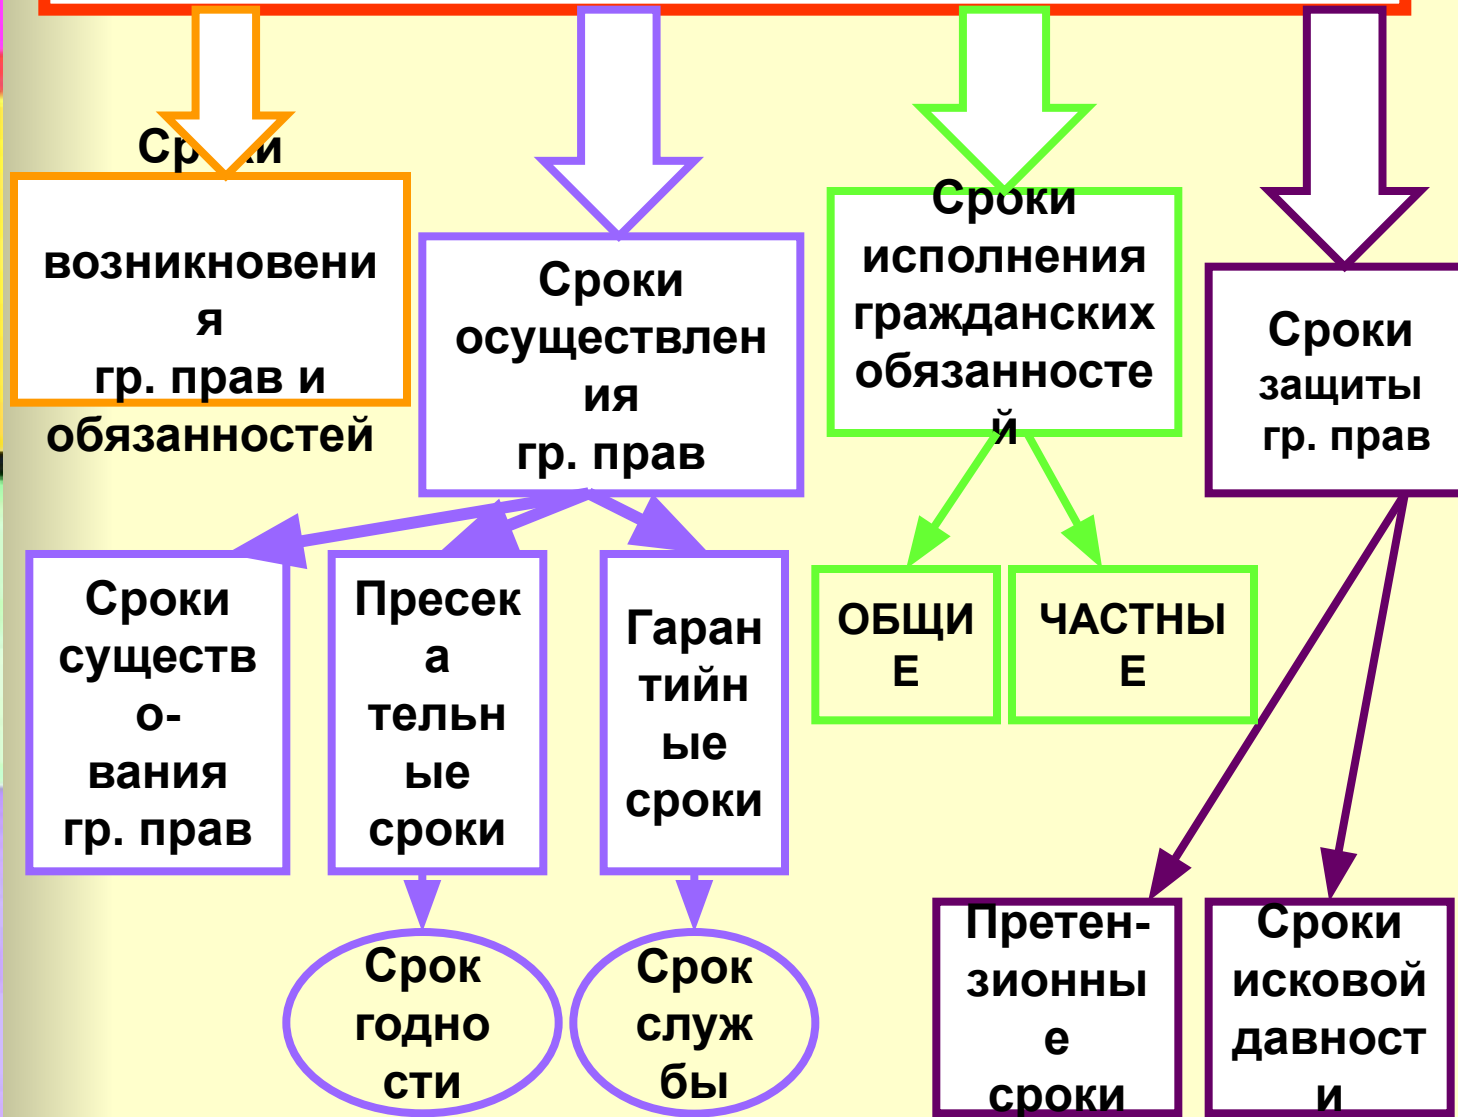 Сроки
возникновени
я
гр. прав и
обязанностей
Сроки
осуществлен
ия
гр. прав
Сроки
исполнения
гражданских
обязанносте
й
Сроки
защиты
гр. прав
Сроки
существ
о-
вания
гр. прав
Пресек
а
тельн
ые
сроки
Гаран
тийн
ые
сроки
ОБЩИ
Е
ЧАСТНЫ
Е
Срок
годно
сти
Срок
служ
бы
Претен-
зионны
е
сроки
Сроки
исковой
давност
и